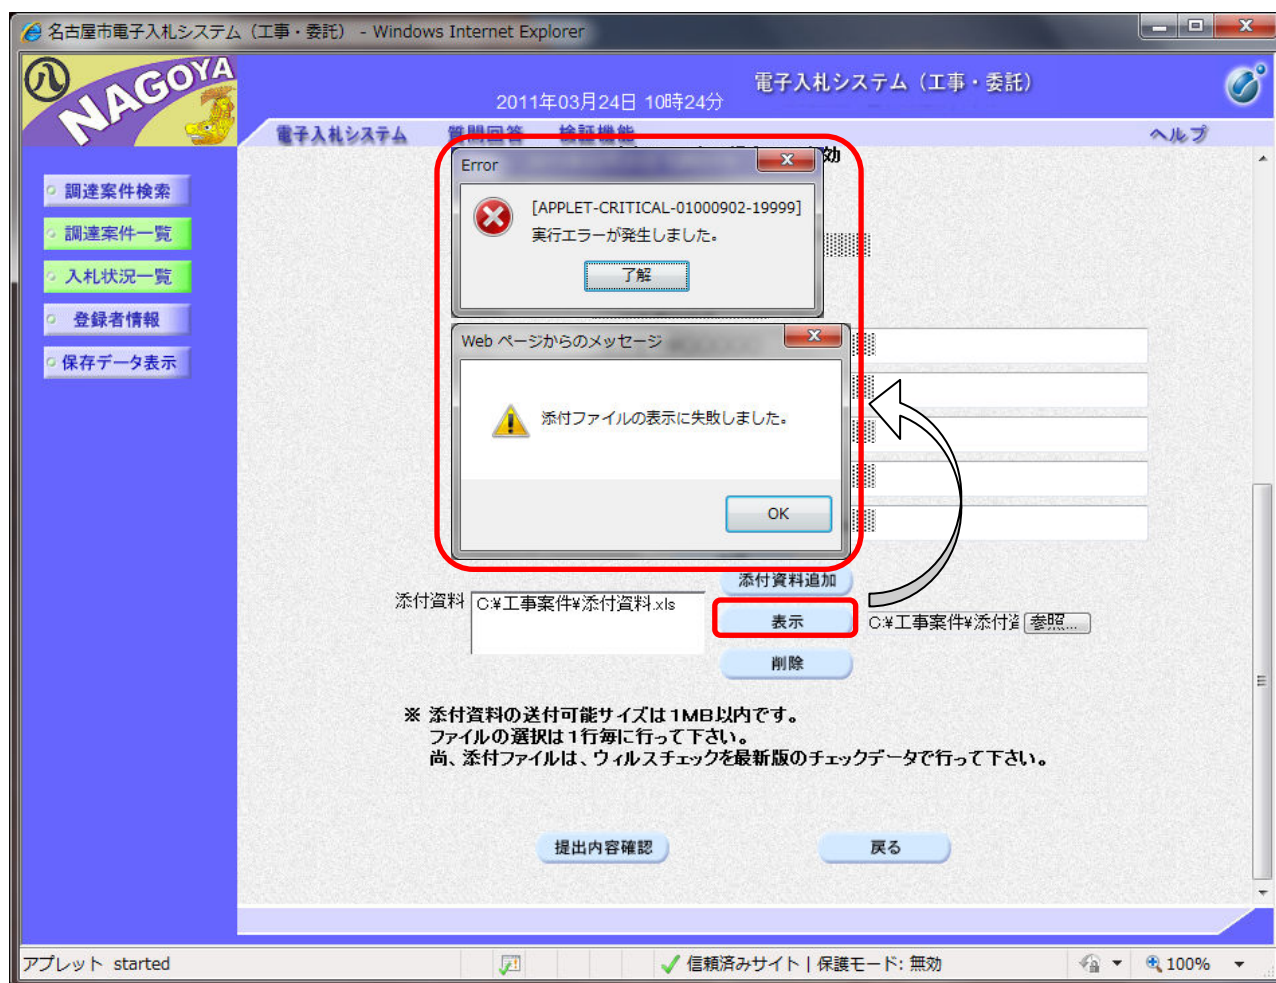 名古屋市電子入札システム（工事・委託） - Windows Internet Explorer
八 NAGOYA
2011年03月24日 10時24分
電子入札システム（工事・委託）
電子入札システム 質問回答 検証機能 ヘルプ
調達案件検索
調達案件一覧
入札状況一覧
登録者情報
保存データ表示
Error
[APPLET-CRITICAL-01000902-19999]
実行エラーが発生しました。
了解
Web ページからのメッセージ
添付ファイルの表示に失敗しました。
OK
添付資料追加
添付資料 C:¥工事案件¥添付資料.xls
表示
C:¥工事案件¥添付 参照...
削除
※ 添付資料の送付可能サイズは1MB以内です。
ファイルの選択は1行毎に行って下さい。
尚、添付ファイルは、ウィルスチェックを最新版のチェックデータで行って下さい。
提出内容確認 戻る
アプレット started
信頼済みサイト | 保護モード: 無効
100%